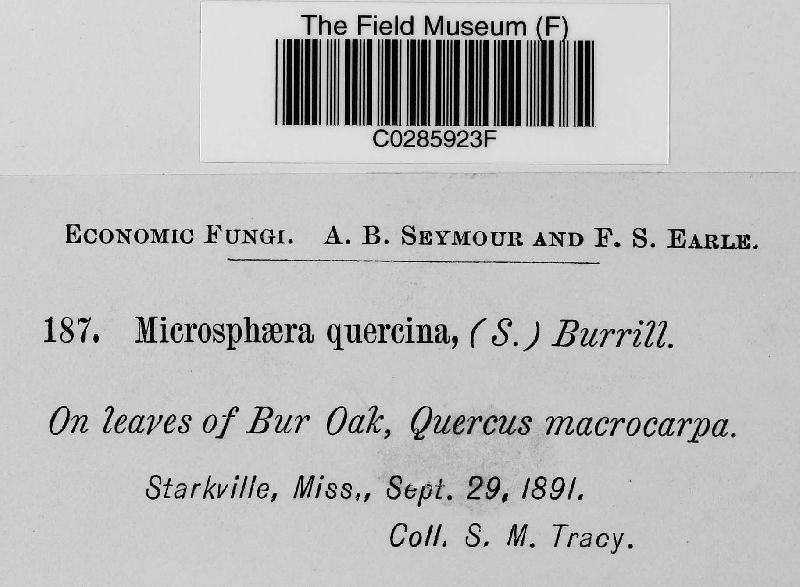 The Field Museum (F)
C0285923F
ECONOMIC FUNGI. A. B. SEYMOUR AND F. S. EARLE.
187. Microsphæra quercina, (S.) Burrill.
On leaves of Bur Oak, Quercus macrocarpa.
Starkville, Miss,, Sept. 29, 1891.
Coll. S. M. Tracy.